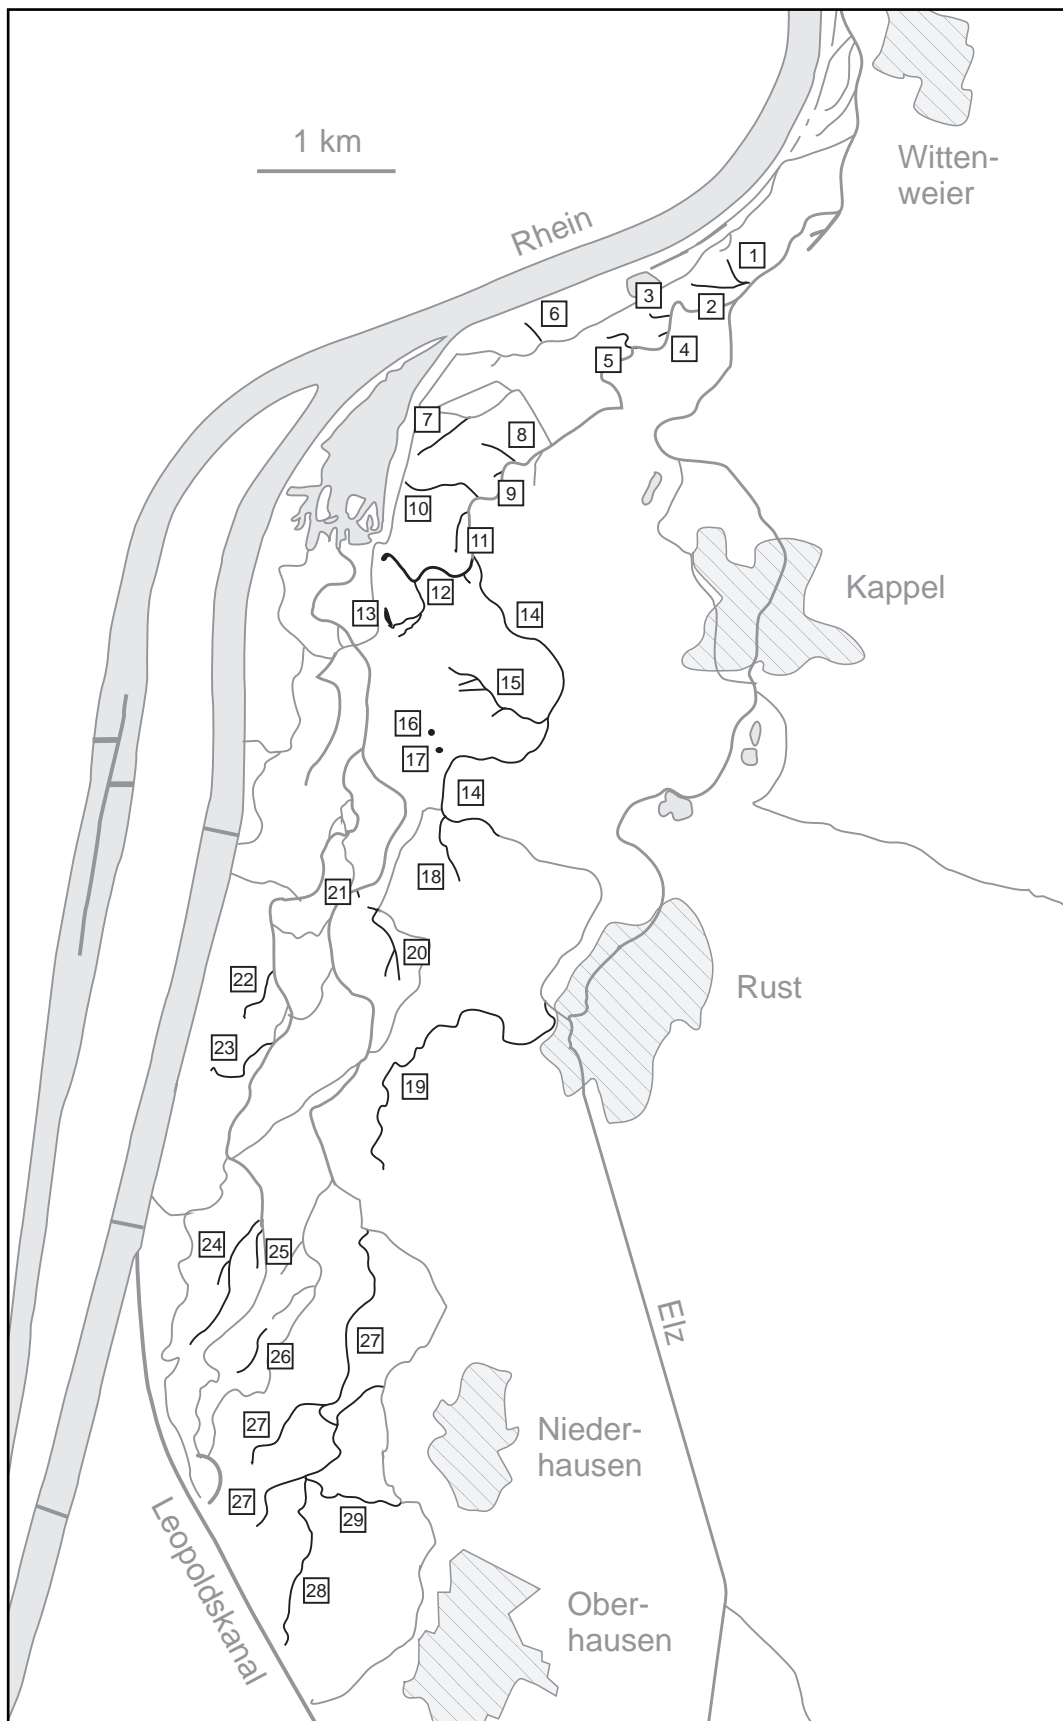 1 km
Witten-
weier
Rhein
1
3
2
6
4
5
7
8
9
10
11
Kappel
12
13
14
15
16
17
14
18
21
20
22
Rust
23
19
24
25
Elz
27
26
27
Nieder-
hausen
27
29
Leopoldskanal
28
Ober-
hausen